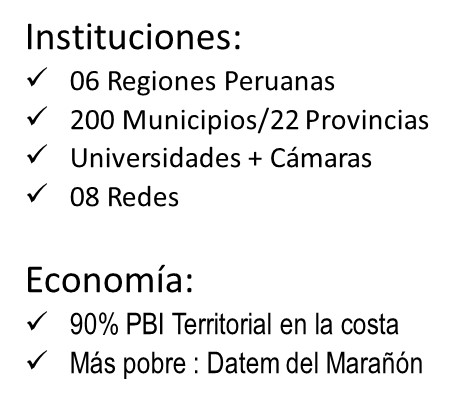 Instituciones:
✓ 06 Regiones Peruanas
✓ 200 Municipios/22 Provincias
✓ Universidades + Cámaras
✓ 08 Redes
Economía:
✓ 90% PBI Territorial en la costa
✓ Más pobre : Datem del Marañón